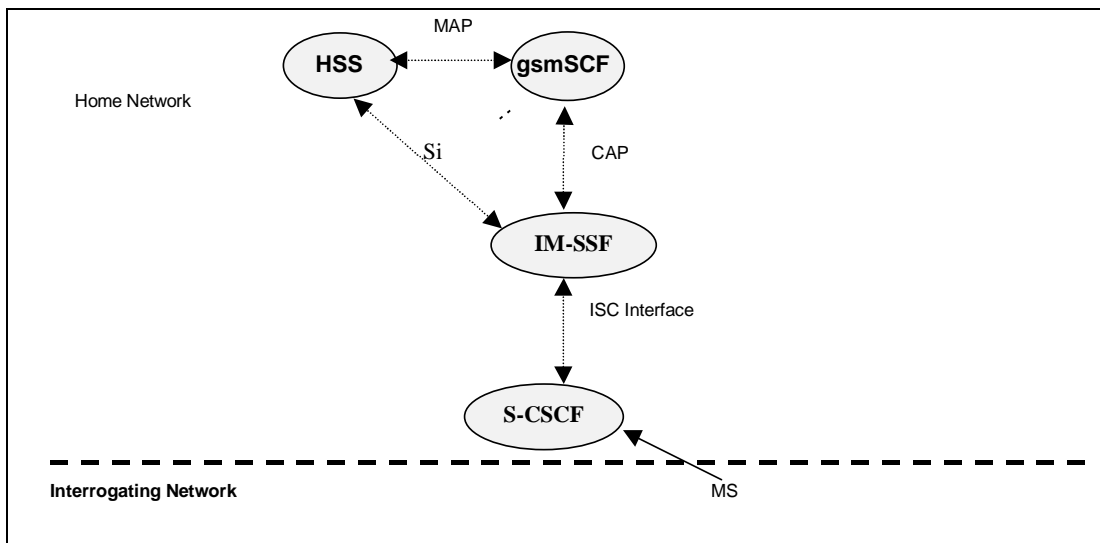 MAP
HSS
gsmSCF
Home Network
Si
CAP
IM-SSF
ISC Interface
S-CSCF
Interrogating Network
MS